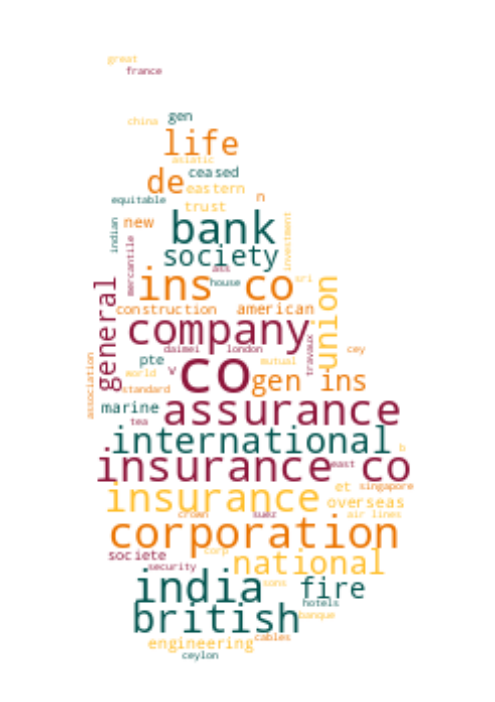 great
france
china gen
life
asiatic
ceased
de eastern
equitable n
trust
new
indian
bank
investment
society
mercantile
ass
ins co
house sri
general
union
construction american
company
daimei london cey
travaux
pte mutual
v co
world gen ins
association
standard
marine assurance
tea
international b
insurance co
east
et singapore
insurance overseas
crown suez air lines
corporation
societe corp national
security
india sons fire
hotels
british banque
cables
engineering
ceylon